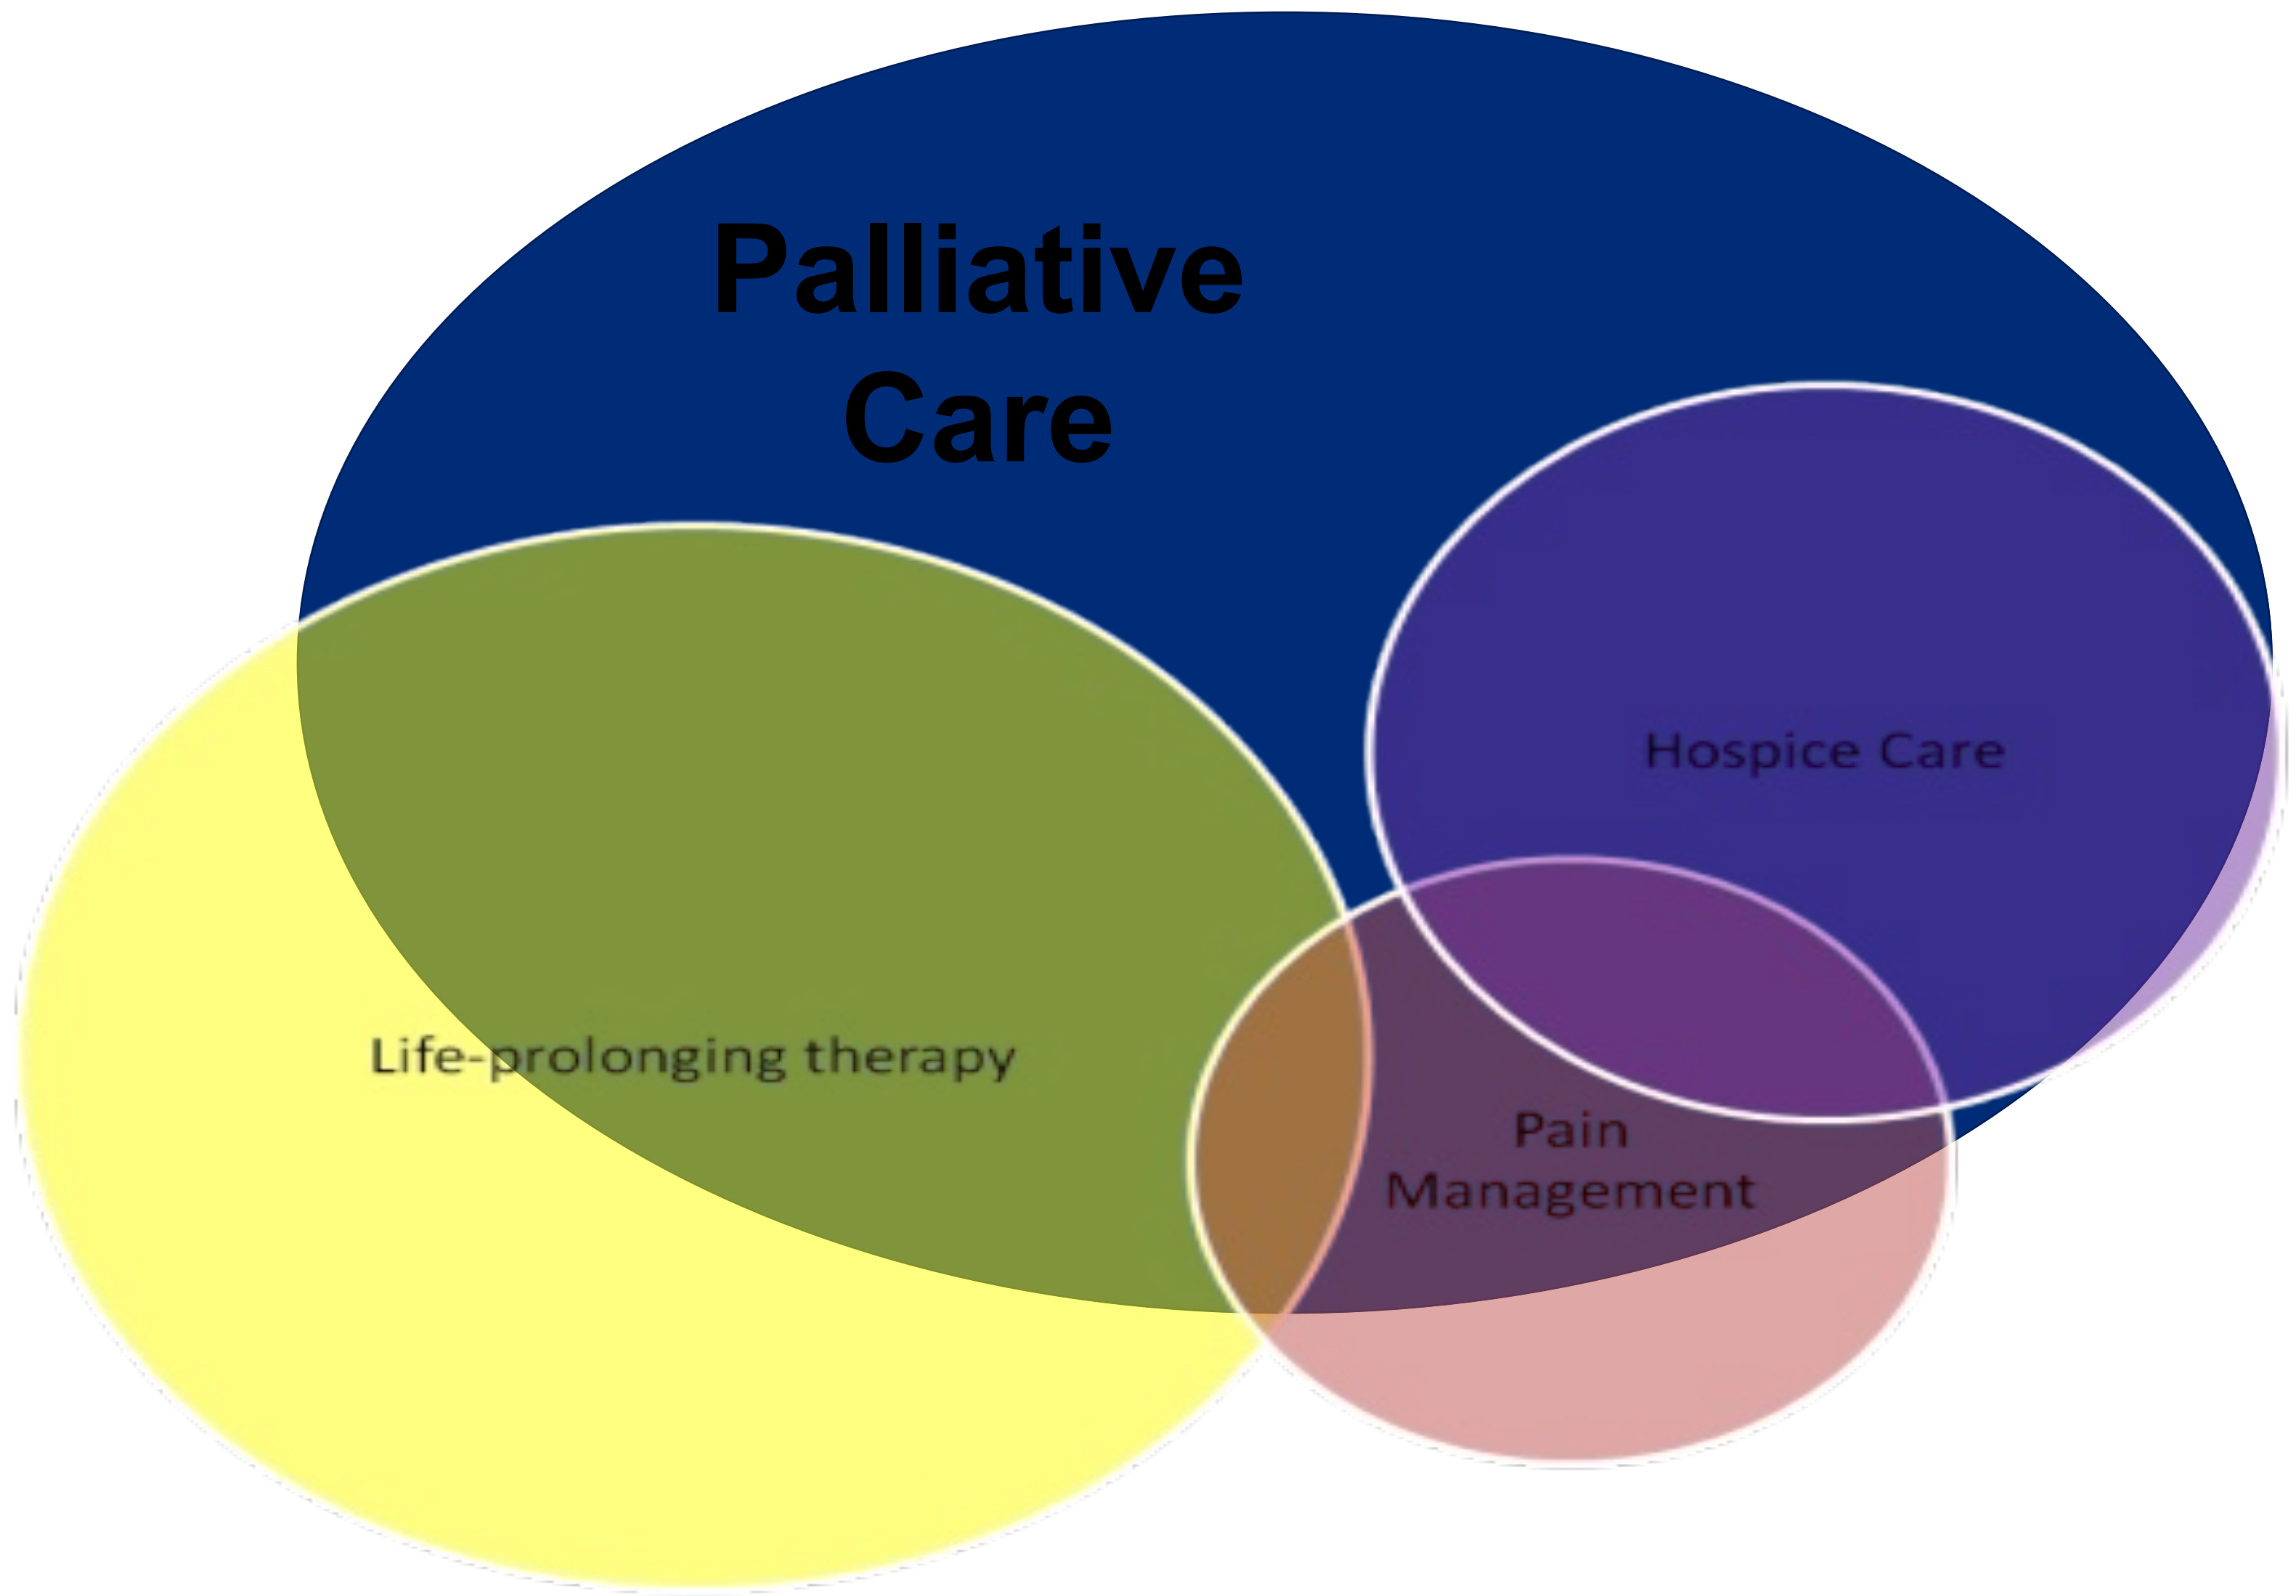 Palliative
Care
Hospice Care
Life-prolonging therapy
Pain
Management